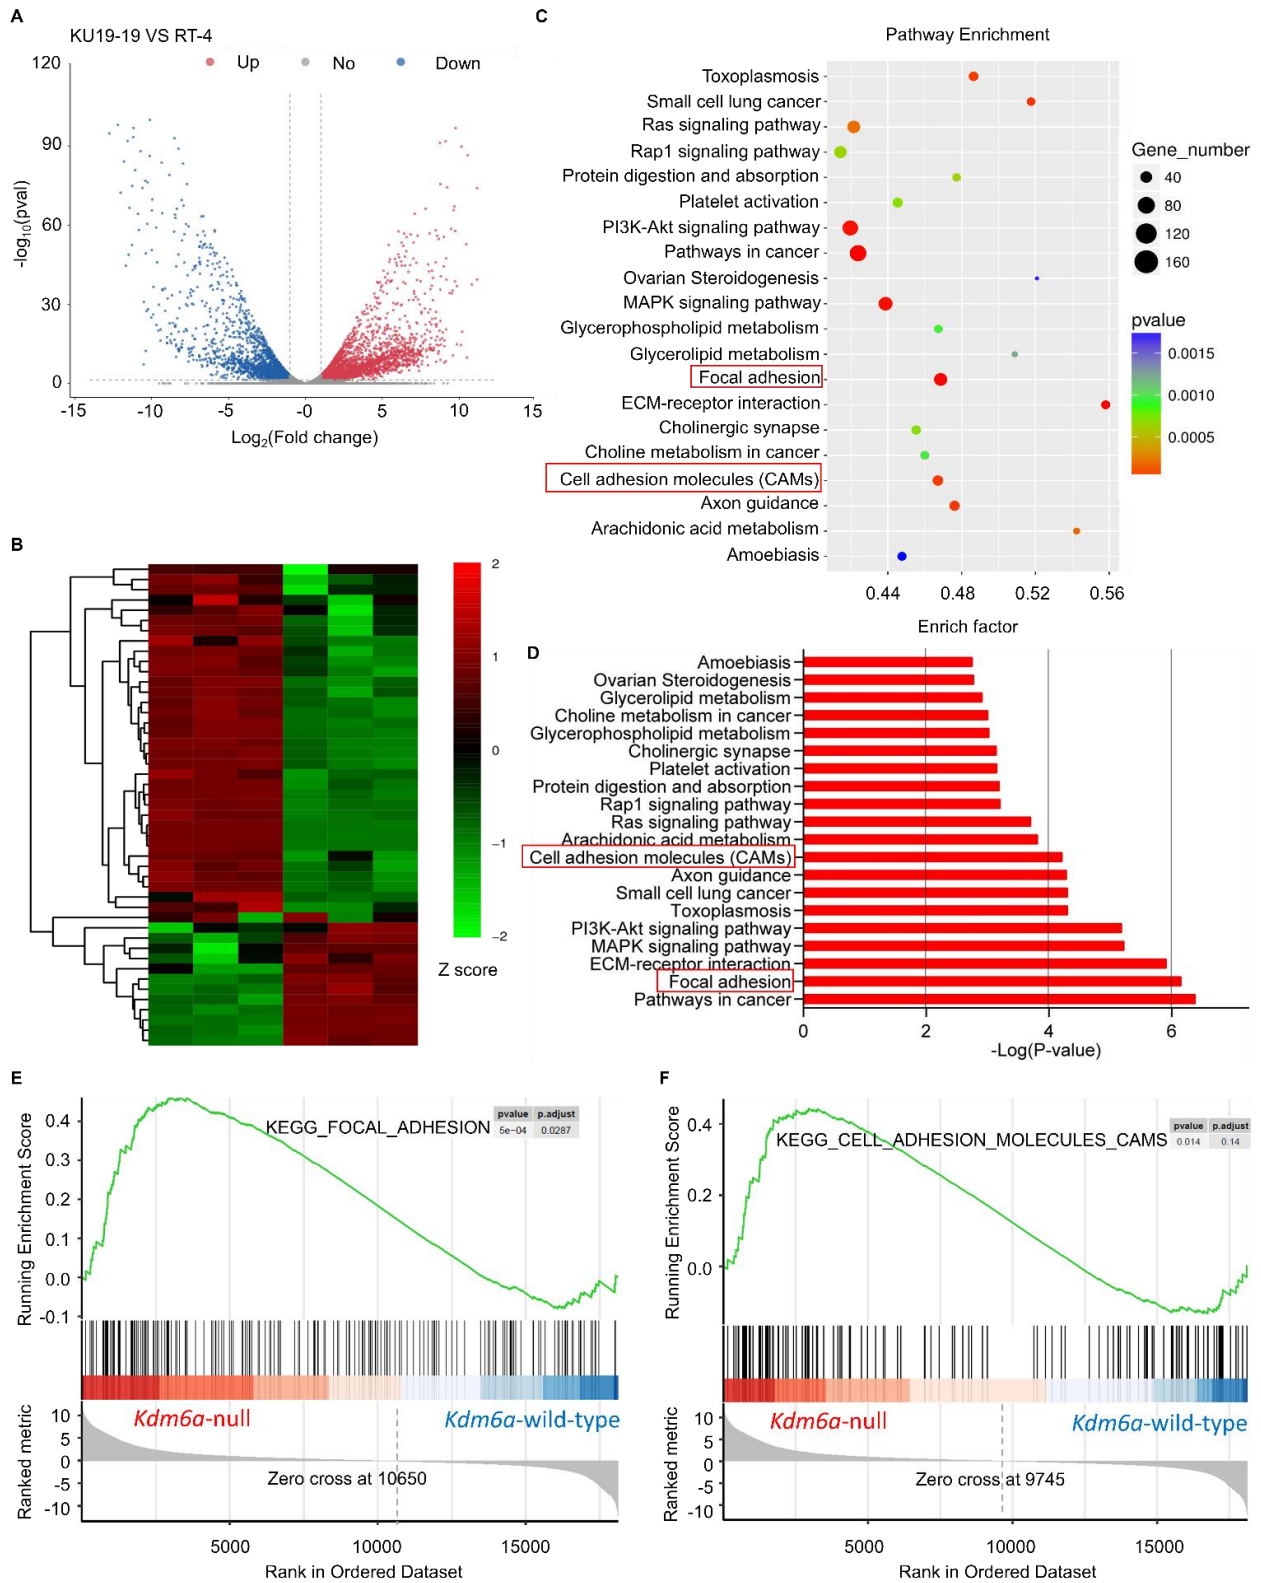 A
KU19-19 VS RT-4
Up
No
Down
120
90
60
30
0
-log10(pval)
-15
-10
-5
-0
5
10
15
Log2(Fold change)
C
Pathway Enrichment
Toxoplasmosis
Small cell lung cancer
Ras signaling pathway
Rap1 signaling pathway
Protein digestion and absorption
Platelet activation
PI3K-Akt signaling pathway
Pathways in cancer
Ovarian Steroidogenesis
MAPK signaling pathway
Glycerophospholipid metabolism
Glycerolipid metabolism
Focal adhesion
ECM-receptor interaction
Cholinergic synapse
Choline metabolism in cancer
Cell adhesion molecules (CAMs)
Axon guidance
Arachidonic acid metabolism
Amoebiasis
0.44
0.48
0.52
0.56
Enrich factor
Gene_number
40
80
120
160
pvalue
0.0015
0.0010
0.0005
B
2
1
0
−1
−2
Z score
D
Amoebiasis
Ovarian Steroidogenesis
Glycerolipid metabolism
Choline metabolism in cancer
Glycerophospholipid metabolism
Cholinergic synapse
Platelet activation
Protein digestion and absorption
Rap1 signaling pathway
Ras signaling pathway
Arachidonic acid metabolism
Cell adhesion molecules (CAMs)
Axon guidance
Small cell lung cancer
Toxoplasmosis
PI3K-Akt signaling pathway
MAPK signaling pathway
ECM-receptor interaction
Focal adhesion
Pathways in cancer
0
2
4
6
-Log(P-value)
E
KEGG_FOCAL_ADHESION
pvalue p.adjust
5e−04 0.0287
Running Enrichment Score
0.4
0.3
0.2
0.1
0.0
-0.1
Kdm6a-null
Kdm6a-wild-type
Ranked metric
10
5
0
-5
-10
Zero cross at 10650
5000
10000
15000
Rank in Ordered Dataset
F
KEGG_CELL_ADHESION_MOLECULES_CAMS
pvalue p.adjust
0.014 0.14
Running Enrichment Score
0.4
0.2
0.0
Kdm6a-null
Kdm6a-wild-type
Ranked metric
10
5
0
-5
-10
Zero cross at 9745
5000
10000
15000
Rank in Ordered Dataset